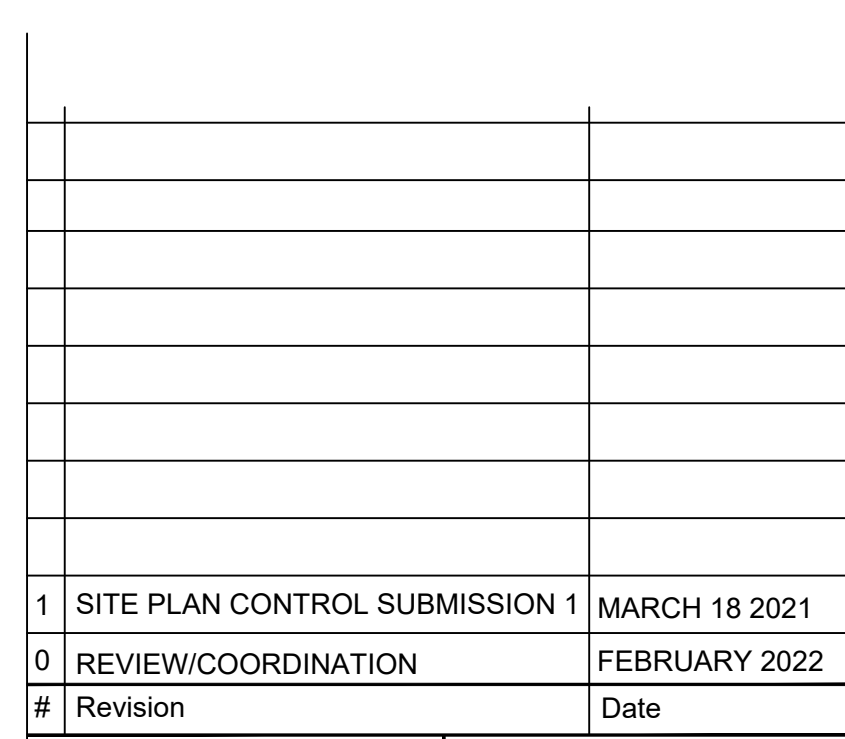 1 SITE PLAN CONTROL SUBMISSION 1 MARCH 18 2021
0 REVIEW/COORDINATION FEBRUARY 2022
# Revision Date